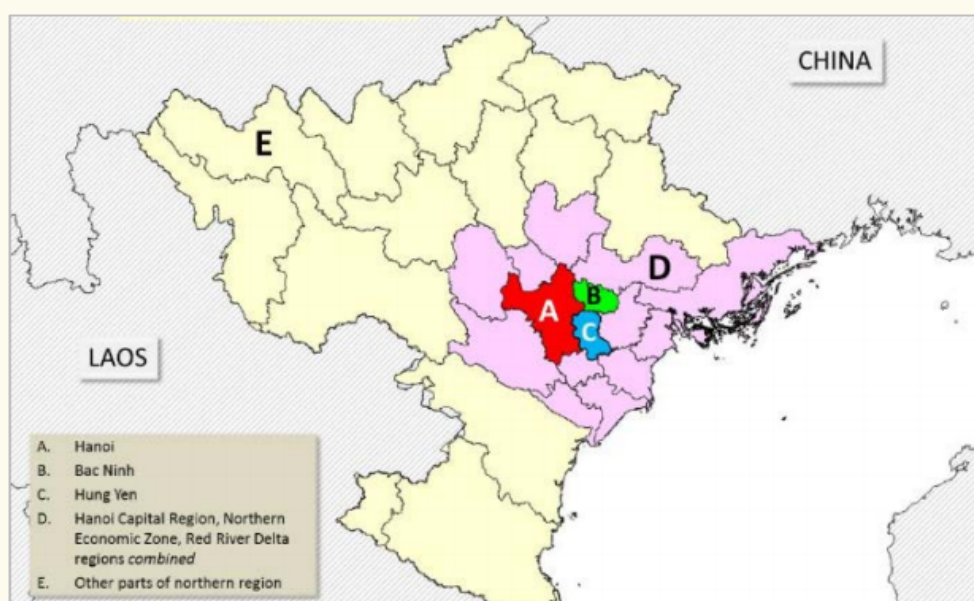 CHINA
E
D
B
A
C
LAOS
A. Hanoi
B. Bac Ninh
C. Hung Yen
D. Hanoi Capital Region, Northern
Economic Zone, Red River Delta
regions combined
E. Other parts of northern region